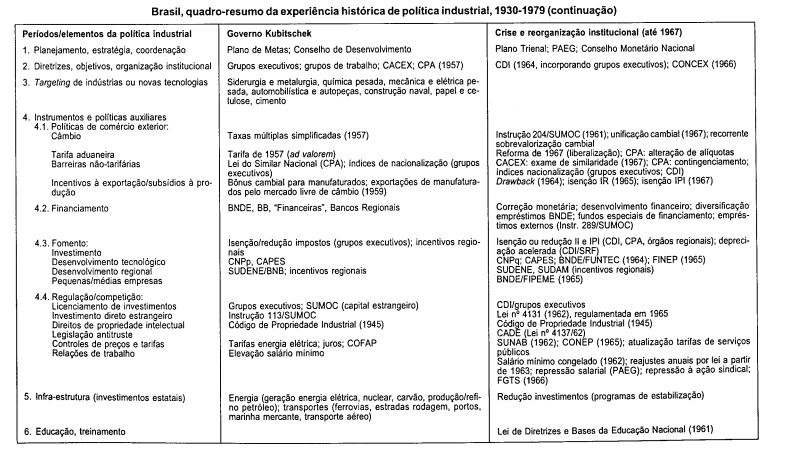 Brasil, quadro-resumo da experiência histórica de política industrial, 1930-1979 (continuação)
Períodos/elementos da política industrial
Governo Kubitschek
Crise e reorganização institucional (até 1967)
1. Planejamento, estratégia, coordenação
Plano de Metas; Conselho de Desenvolvimento
Plano Trienal; PAEG; Conselho Monetário Nacional
2. Diretrizes, objetivos, organização institucional
Grupos executivos; grupos de trabalho; CACEX; CPA (1957)
CDI (1964, incorporando grupos executivos); CONCEX (1966)
3. Targeting de indústrias ou novas tecnologias
Siderurgia e metalurgia, química pesada, mecânica e elétrica pe-
sada, automobilística e autopeças, construção naval, papel e ce-
lulose, cimento
4. Instrumentos e políticas auxiliares
4.1. Políticas de comércio exterior:
Câmbio
Taxas múltiplas simplificadas (1957)
Instrução 204/SUMOC (1961); unificação cambial (1967); recorrente
sobrevalorização cambial
Tarifa aduaneira
Tarifa de 1957 (ad valorem)
Reforma de 1967 (liberalização); CPA: alteração de alíquotas
Barreiras não-tarifárias
Lei do Similar Nacional (CPA); índices de nacionalização (grupos
executivos)
CACEX: exame de similaridade (1967); CPA: contingenciamento;
índices nacionalização (grupos executivos; CDI)
Incentivos à exportação/subsídios à pro-
dução
Bônus cambial para manufaturados; exportações de manufatura-
dos pelo mercado livre de câmbio (1959)
Drawback (1964); isenção IR (1965); isenção IPI (1967)
4.2. Financiamento
BNDE, BB, "Financeiras", Bancos Regionais
Correção monetária; desenvolvimento financeiro; diversificação
empréstimos BNDE; fundos especiais de financiamento; emprés-
timos externos (Instr. 289/SUMOC)
4.3. Fomento:
Investimento
Isenção/redução impostos (grupos executivos); incentivos regio-
nais
Isenção ou redução II e IPI (CDI, CPA, órgãos regionais); depreci-
ação acelerada (CDI/SRF)
Desenvolvimento tecnológico
CNPp, CAPES
CNPq; CAPES; BNDE/FUNTEC (1964); FINEP (1965)
Desenvolvimento regional
SUDENE/BNB; incentivos regionais
SUDENE, SUDAM (incentivos regionais)
Pequenas/médias empresas
BNDE/FIPEME (1965)
4.4. Regulação/competição:
Licenciamento de investimentos
Grupos executivos; SUMOC (capital estrangeiro)
CDI/grupos executivos
Investimento direto estrangeiro
Instrução 113/SUMOC
Lei nº 4131 (1962), regulamentada em 1965
Direitos de propriedade intelectual
Código de Propriedade Industrial (1945)
Código de Propriedade Industrial (1945)
Legislação antitruste
CADE (Lei nº 4137/62)
Controles de preços e tarifas
Tarifas energia elétrica; juros; COFAP
SUNAB (1962); CONEP (1965); atualização tarifas de serviços
públicos
Relações de trabalho
Elevação salário mínimo
Salário mínimo congelado (1962); reajustes anuais por lei a partir
de 1963; repressão salarial (PAEG); repressão à ação sindical;
FGTS (1966)
5. Infra-estrutura (investimentos estatais)
Energia (geração energia elétrica, nuclear, carvão, produção/refi-
no petróleo); transportes (ferrovias, estradas rodagem, portos,
marinha mercante, transporte aéreo)
Redução investimentos (programas de estabilização)
6. Educação, treinamento
Lei de Diretrizes e Bases da Educação Nacional (1961)